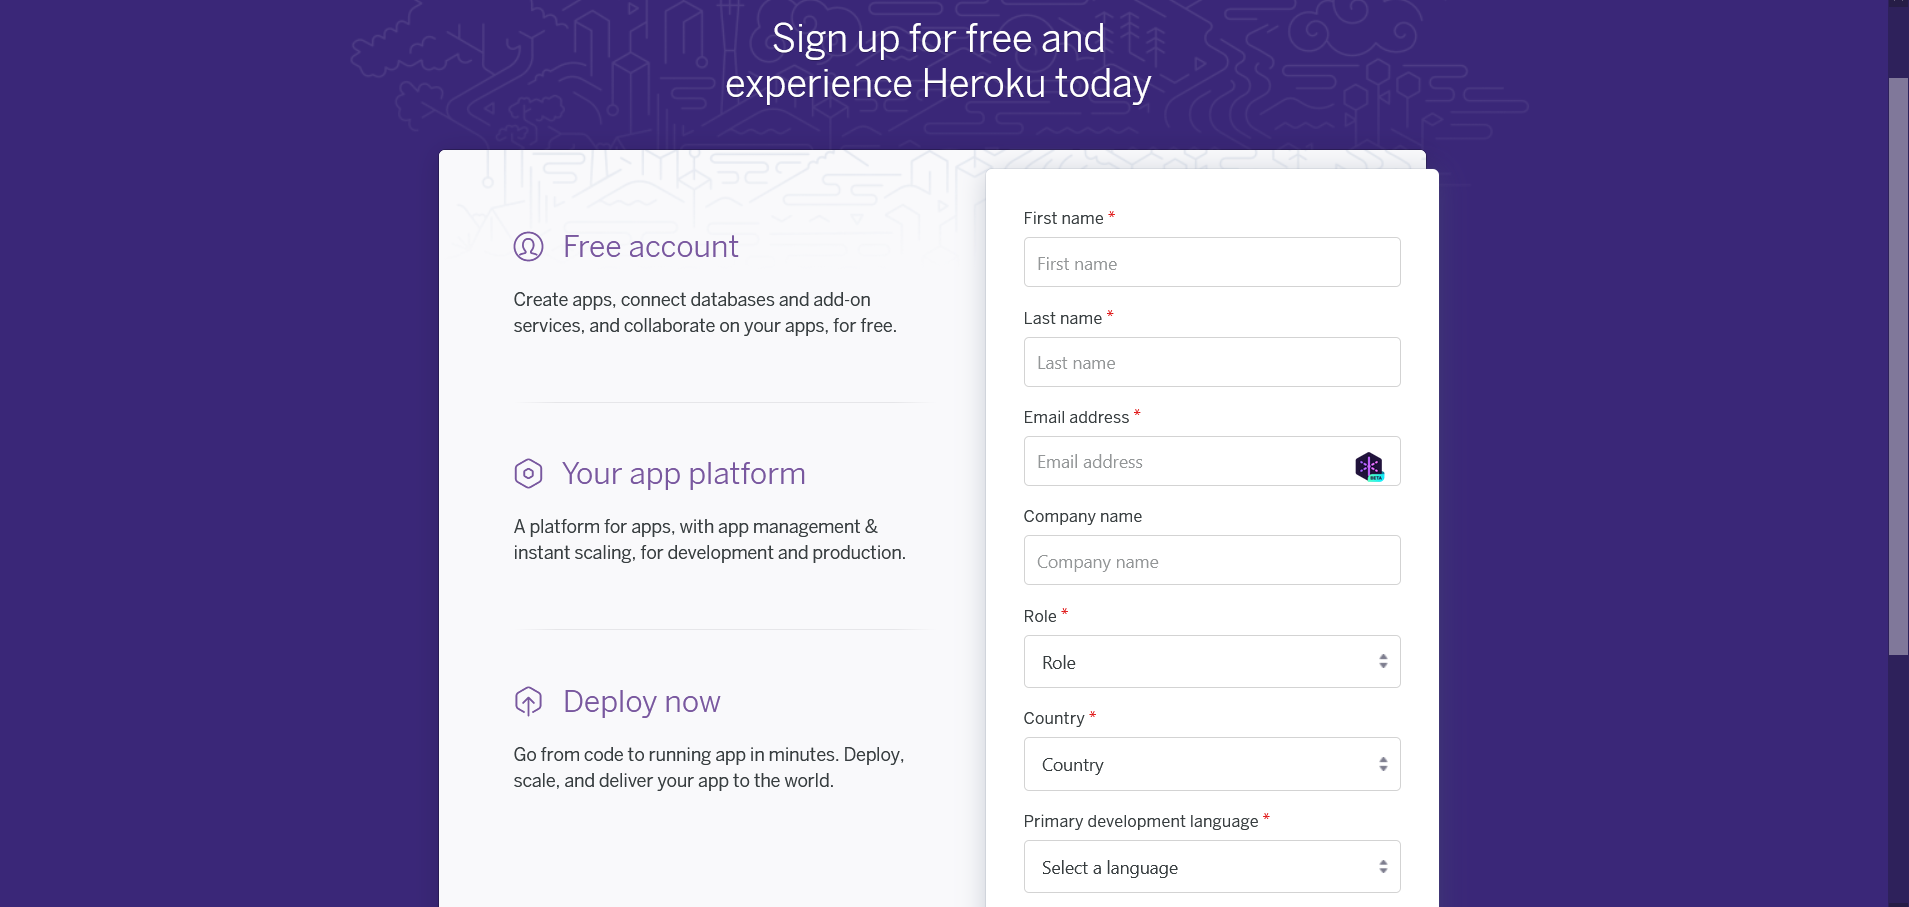 Sign up for free and
experience Heroku today
Free account
Create apps, connect databases and add-on
services, and collaborate on your apps, for free.
Your app platform
A platform for apps, with app management &
instant scaling, for development and production.
Deploy now
Go from code to running app in minutes. Deploy,
scale, and deliver your app to the world.
First name *
First name
Last name *
Last name
Email address *
Email address
BETA
Company name
Company name
Role *
Role
Country *
Country
Primary development language *
Select a language